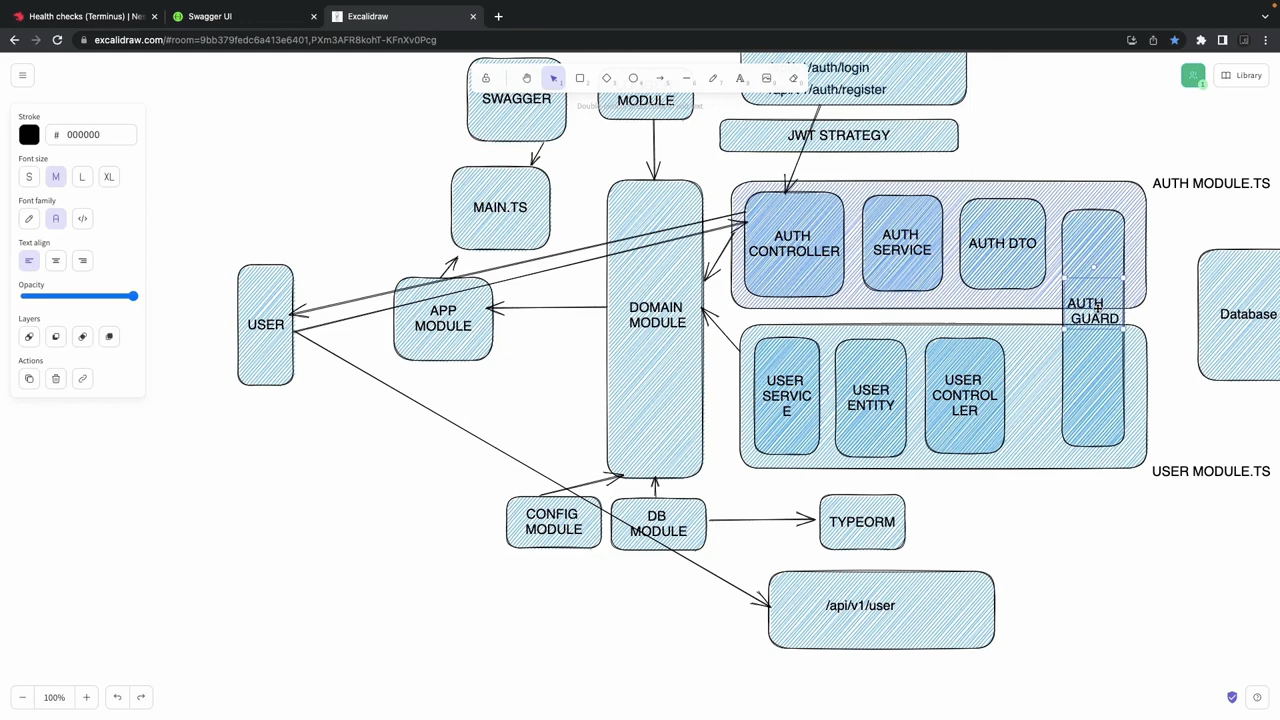 Health checks (Terminus) | Nes
Swagger UI
Excalidraw
excalidraw.com/#room=9bb379fedc6a413e6401,PXm3AFR8kohT-KFnXv0Pcg
Library
Stroke
# 000000
Font size
S M L XL
Font family
Text align
Opacity
Layers
Actions
100%
SWAGGER
MODULE
/auth/login
/auth/register
JWT STRATEGY
MAIN.TS
AUTH MODULE.TS
AUTH
CONTROLLER
AUTH
SERVICE
AUTH DTO
AUTH
GUARD
USER
APP
MODULE
DOMAIN
MODULE
Database
USER
SERVIC
E
USER
ENTITY
USER
CONTROL
LER
USER MODULE.TS
CONFIG
MODULE
DB
MODULE
TYPEORM
/api/v1/user